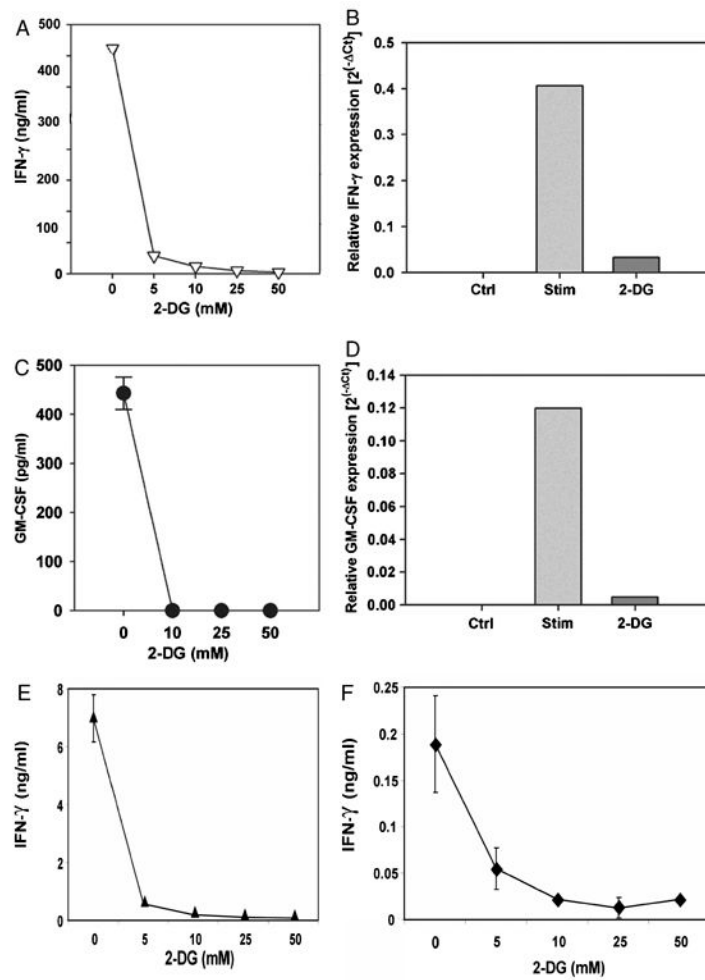 A
500
400
300
200
100
0
IFN-γ (ng/ml)
0 5 10 25 50
2-DG (mM)
B
0.5
0.4
0.3
0.2
0.1
0.0
Relative IFN-γ expression [2^(-ΔCt)]
Ctrl Stim 2-DG
C
500
400
300
200
100
0
GM-CSF (pg/ml)
0 10 25 50
2-DG (mM)
D
0.14
0.12
0.10
0.08
0.06
0.04
0.02
0.00
Relative GM-CSF expression [2^(-ΔCt)]
Ctrl Stim 2-DG
E
8
6
4
2
0
IFN-γ (ng/ml)
0 5 10 25 50
2-DG (mM)
F
0.25
0.2
0.15
0.1
0.05
0
IFN-γ (ng/ml)
0 5 10 25 50
2-DG (mM)